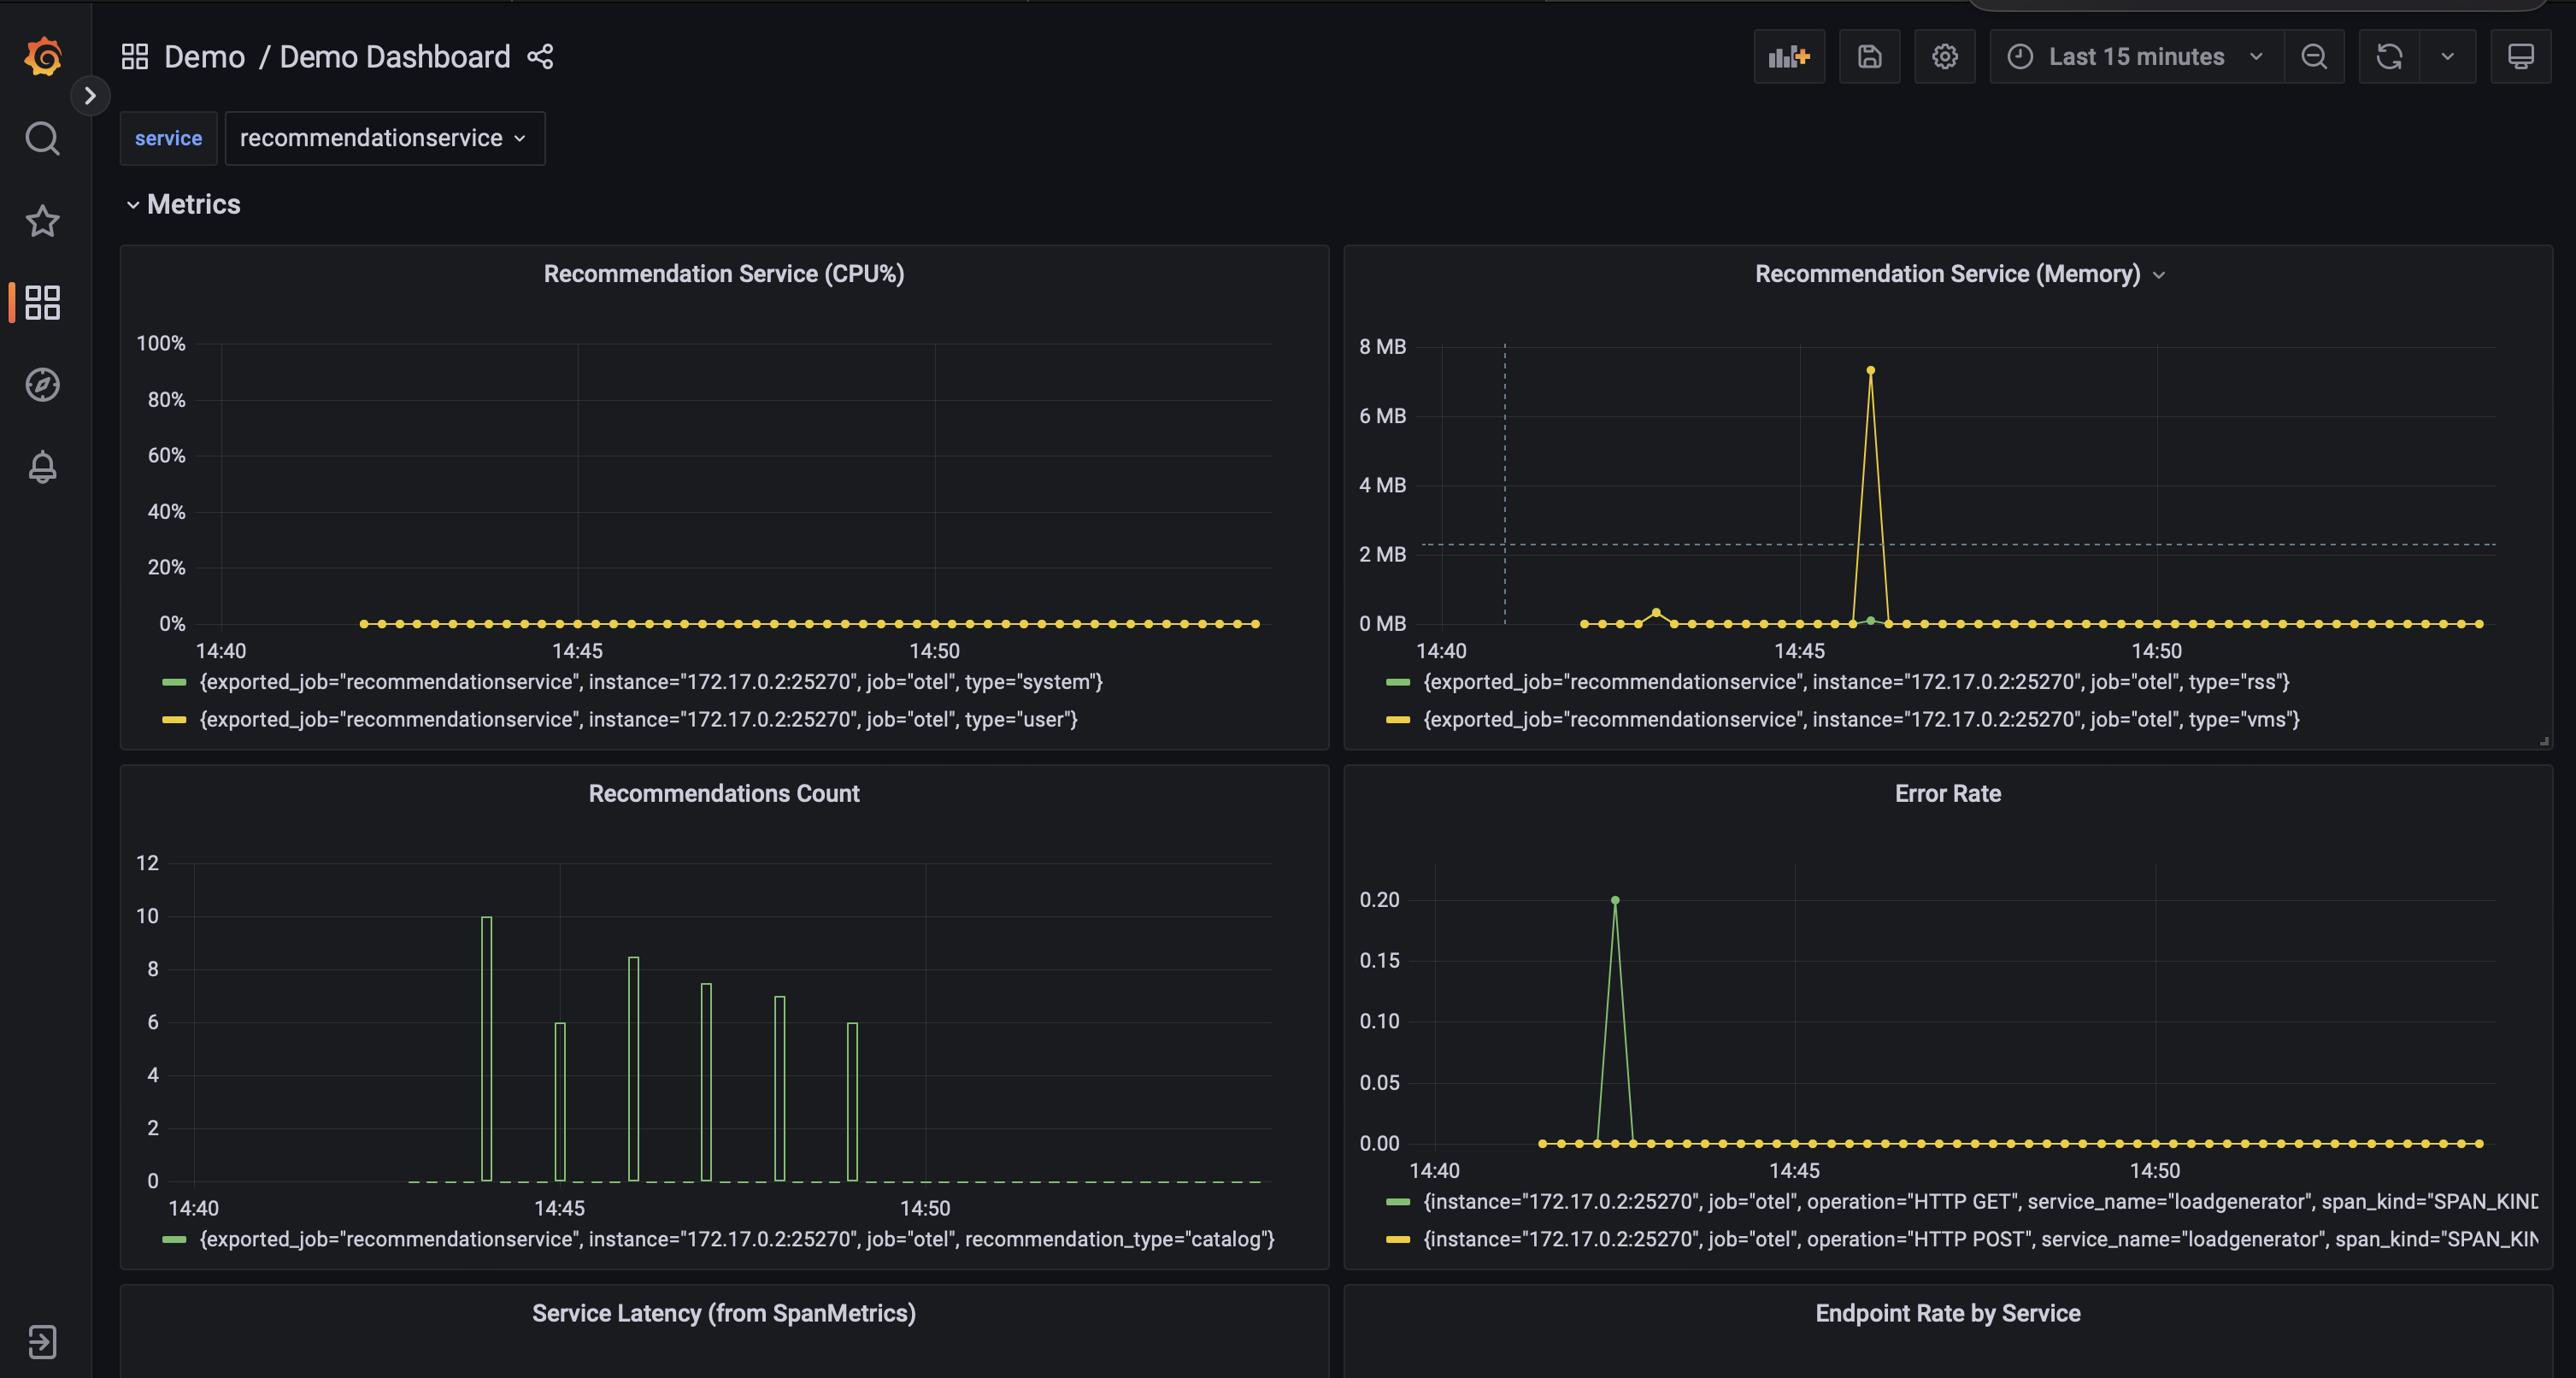 Demo / Demo Dashboard
Last 15 minutes
service recommendationservice
Metrics
Recommendation Service (CPU%)
100%
80%
60%
40%
20%
0%
14:40 14:45 14:50
{exported_job="recommendationservice", instance="172.17.0.2:25270", job="otel", type="system"}
{exported_job="recommendationservice", instance="172.17.0.2:25270", job="otel", type="user"}
Recommendation Service (Memory)
8 MB
6 MB
4 MB
2 MB
0 MB
14:40 14:45 14:50
{exported_job="recommendationservice", instance="172.17.0.2:25270", job="otel", type="rss"}
{exported_job="recommendationservice", instance="172.17.0.2:25270", job="otel", type="vms"}
Recommendations Count
12
10
8
6
4
2
0
14:40 14:45 14:50
{exported_job="recommendationservice", instance="172.17.0.2:25270", job="otel", recommendation_type="catalog"}
Error Rate
0.20
0.15
0.10
0.05
0.00
14:40 14:45 14:50
{instance="172.17.0.2:25270", job="otel", operation="HTTP GET", service_name="loadgenerator", span_kind="SPAN_KIND
{instance="172.17.0.2:25270", job="otel", operation="HTTP POST", service_name="loadgenerator", span_kind="SPAN_KIN
Service Latency (from SpanMetrics)
Endpoint Rate by Service